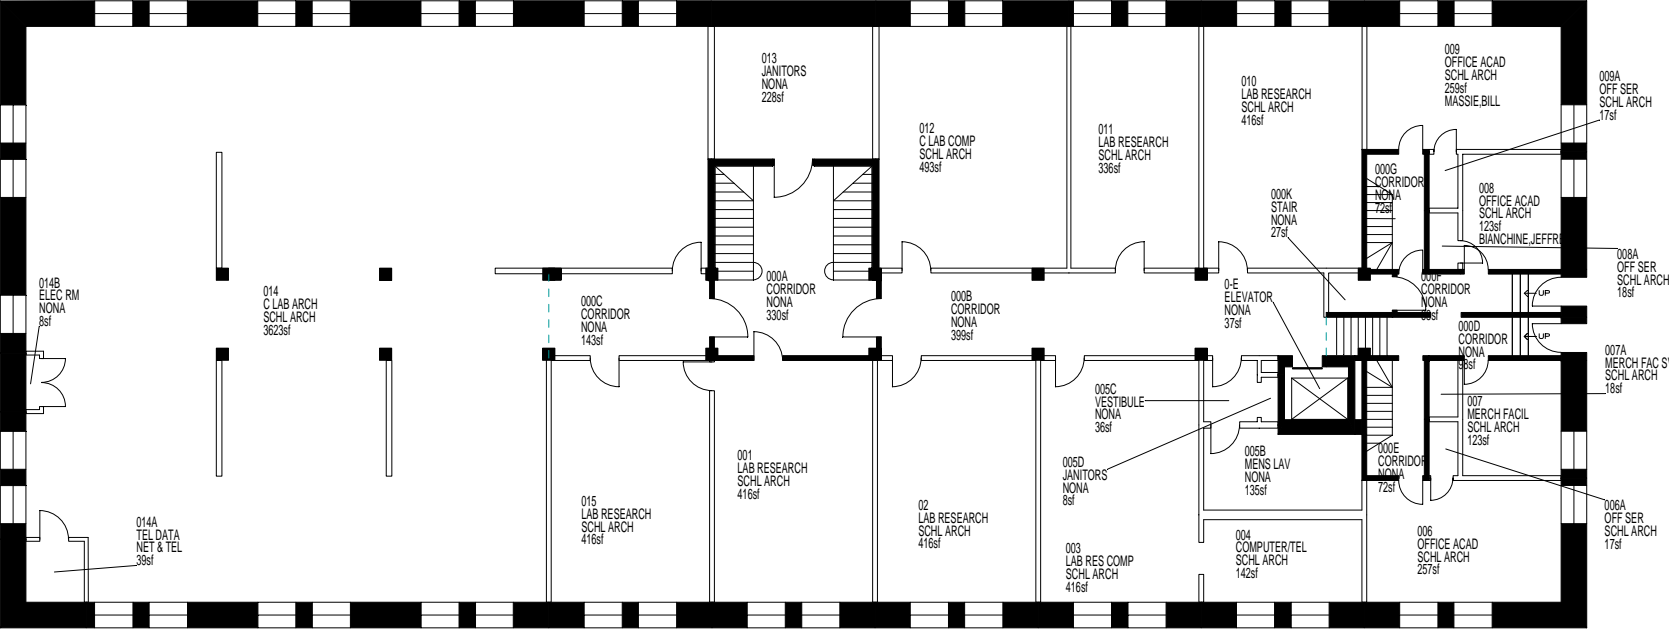 013
JANITORS
NONA
228sf
012
C LAB COMP
SCHL ARCH
493sf
011
LAB RESEARCH
SCHL ARCH
336sf
010
LAB RESEARCH
SCHL ARCH
416sf
009
OFFICE ACAD
SCHL ARCH
259sf
MASSIE,BILL
009A
OFF SER
SCHL ARCH
17sf
000G
CORRIDOR
NONA
72sf
008
OFFICE ACAD
SCHL ARCH
123sf
BIANCHINE,JEFFRE
000K
STAIR
NONA
27sf
008A
OFF SER
SCHL ARCH
18sf
014B
ELEC RM
NONA
8sf
014
C LAB ARCH
SCHL ARCH
3623sf
000C
CORRIDOR
NONA
143sf
000A
CORRIDOR
NONA
330sf
000B
CORRIDOR
NONA
399sf
0-E
ELEVATOR
NONA
37sf
000F
CORRIDOR
NONA
UP
000D
CORRIDOR
NONA
UP
007A
MERCH FAC S
SCHL ARCH
18sf
005C
VESTIBULE
NONA
36sf
007
MERCH FACIL
SCHL ARCH
123sf
001
LAB RESEARCH
SCHL ARCH
416sf
005D
JANITORS
NONA
8sf
005B
MENS LAV
NONA
135sf
000E
CORRIDOR
NONA
72sf
015
LAB RESEARCH
SCHL ARCH
416sf
02
LAB RESEARCH
SCHL ARCH
416sf
006A
OFF SER
SCHL ARCH
17sf
014A
TEL DATA
NET & TEL
39sf
003
LAB RES COMP
SCHL ARCH
416sf
004
COMPUTER/TEL
SCHL ARCH
142sf
006
OFFICE ACAD
SCHL ARCH
257sf